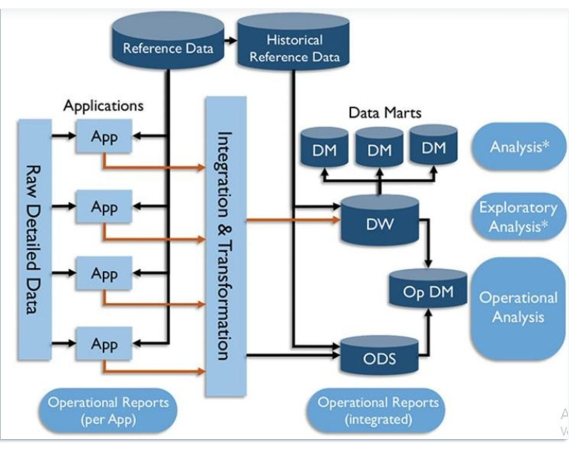 Reference Data
Historical
Reference Data
Applications
Data Marts
App
App
App
App
Raw Detailed Data
Integration & Transformation
DM
DM
DM
Analysis*
DW
Exploratory
Analysis*
Op DM
Operational
Analysis
ODS
Operational Reports
(per App)
Operational Reports
(integrated)